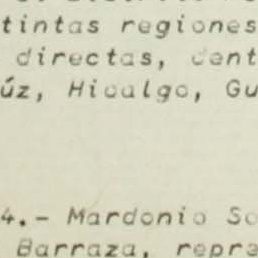 tintas regiones
directas, cent
úz, Hidalgo, Gu
4.- Mardonio So
Barraza, repre